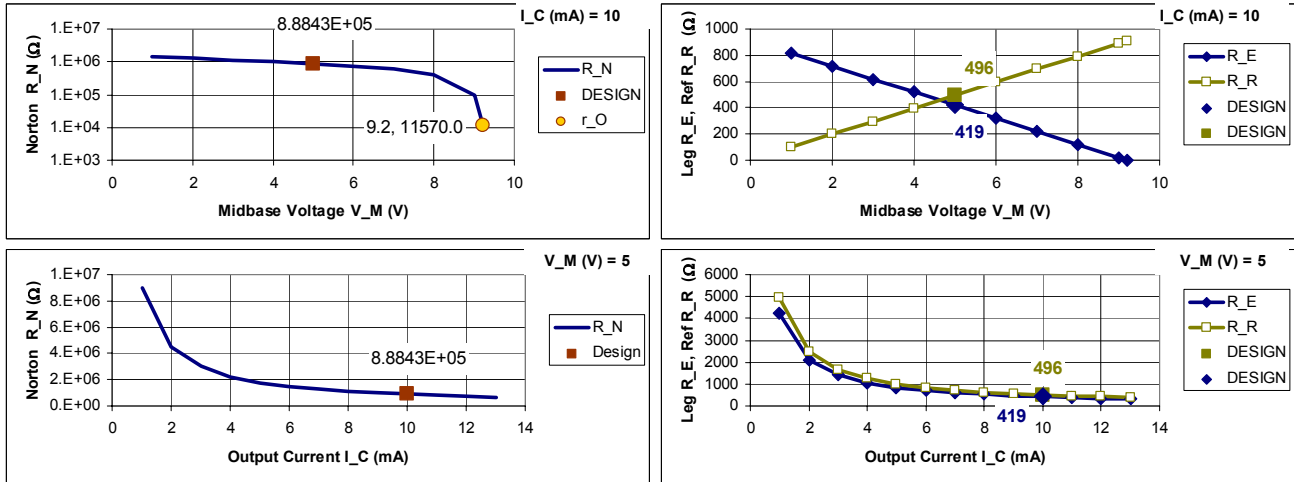 I_C (mA) = 10
8.8843E+05
1.E+07
1.E+06
1.E+05
1.E+04
1.E+03
Norton R_N (Ω)
9.2, 11570.0
0 2 4 6 8 10
Midbase Voltage V_M (V)
R_N
DESIGN
r_O
I_C (mA) = 10
1000
800
600
400
200
0
Leg R_E, Ref R_R (Ω)
496
419
0 2 4 6 8 10
Midbase Voltage V_M (V)
R_E
R_R
DESIGN
DESIGN
V_M (V) = 5
1.E+07
8.E+06
6.E+06
4.E+06
2.E+06
0.E+00
Norton R_N (Ω)
8.8843E+05
0 2 4 6 8 10 12 14
Output Current I_C (mA)
R_N
Design
V_M (V) = 5
6000
5000
4000
3000
2000
1000
0
Leg R_E, Ref R_R (Ω)
496
419
0 2 4 6 8 10 12 14
Output Current I_C (mA)
R_E
R_R
DESIGN
DESIGN